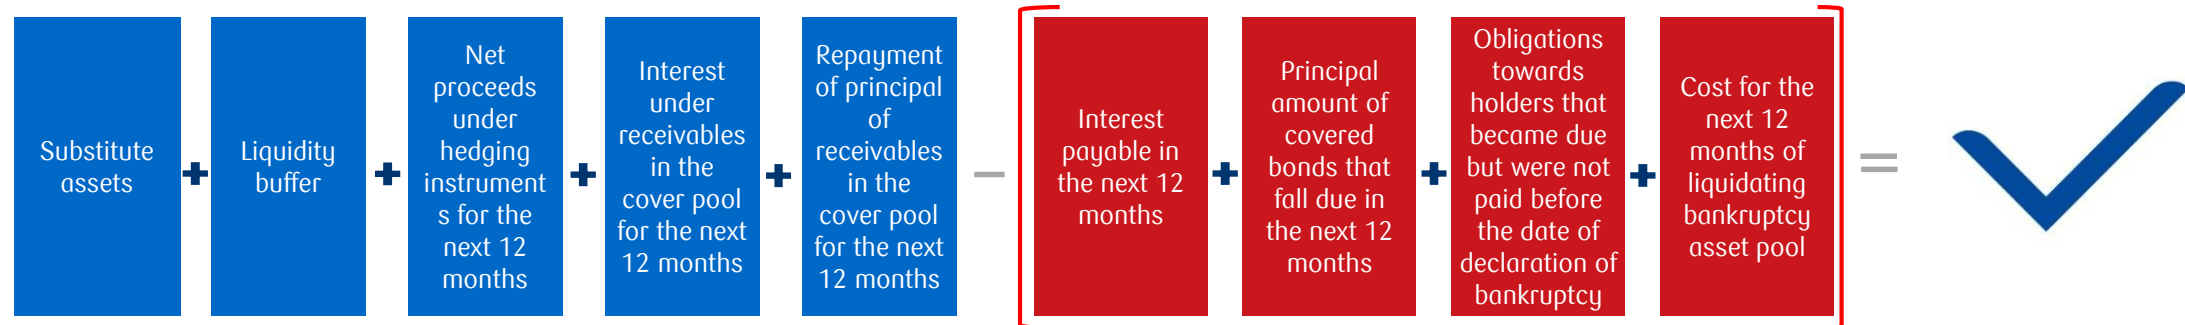 Substitute
assets
+
Liquidity
buffer
+
Net
proceeds
under
hedging
instrument
s for the
next 12
months
+
Interest
under
receivables
in the
cover pool
for the next
12 months
+
Repayment
of principal
of
receivables
in the
cover pool
for the next
12 months
−
[
Interest
payable in
the next 12
months
+
Principal
amount of
covered
bonds that
fall due in
the next 12
months
+
Obligations
towards
holders that
became due
but were not
paid before
the date of
declaration of
bankruptcy
+
Cost for the
next 12
months of
liquidating
bankruptcy
asset pool
]
=